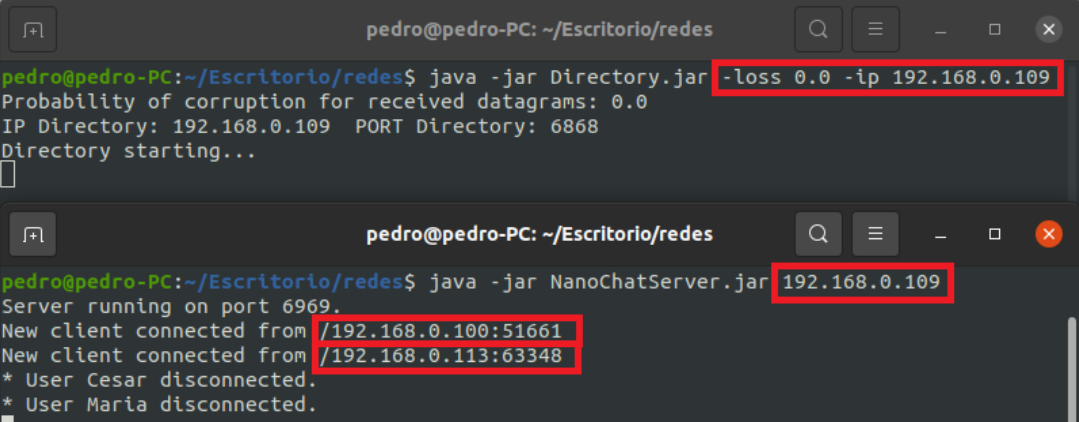 pedro@pedro-PC: ~/Escritorio/redes
pedro@pedro-PC:~/Escritorio/redes$ java -jar Directory.jar -loss 0.0 -ip 192.168.0.109
Probability of corruption for received datagrams: 0.0
IP Directory: 192.168.0.109  PORT Directory: 6868
Directory starting...
pedro@pedro-PC: ~/Escritorio/redes
pedro@pedro-PC:~/Escritorio/redes$ java -jar NanoChatServer.jar 192.168.0.109
Server running on port 6969.
New client connected from /192.168.0.100:51661
New client connected from /192.168.0.113:63348
* User Cesar disconnected.
* User Maria disconnected.